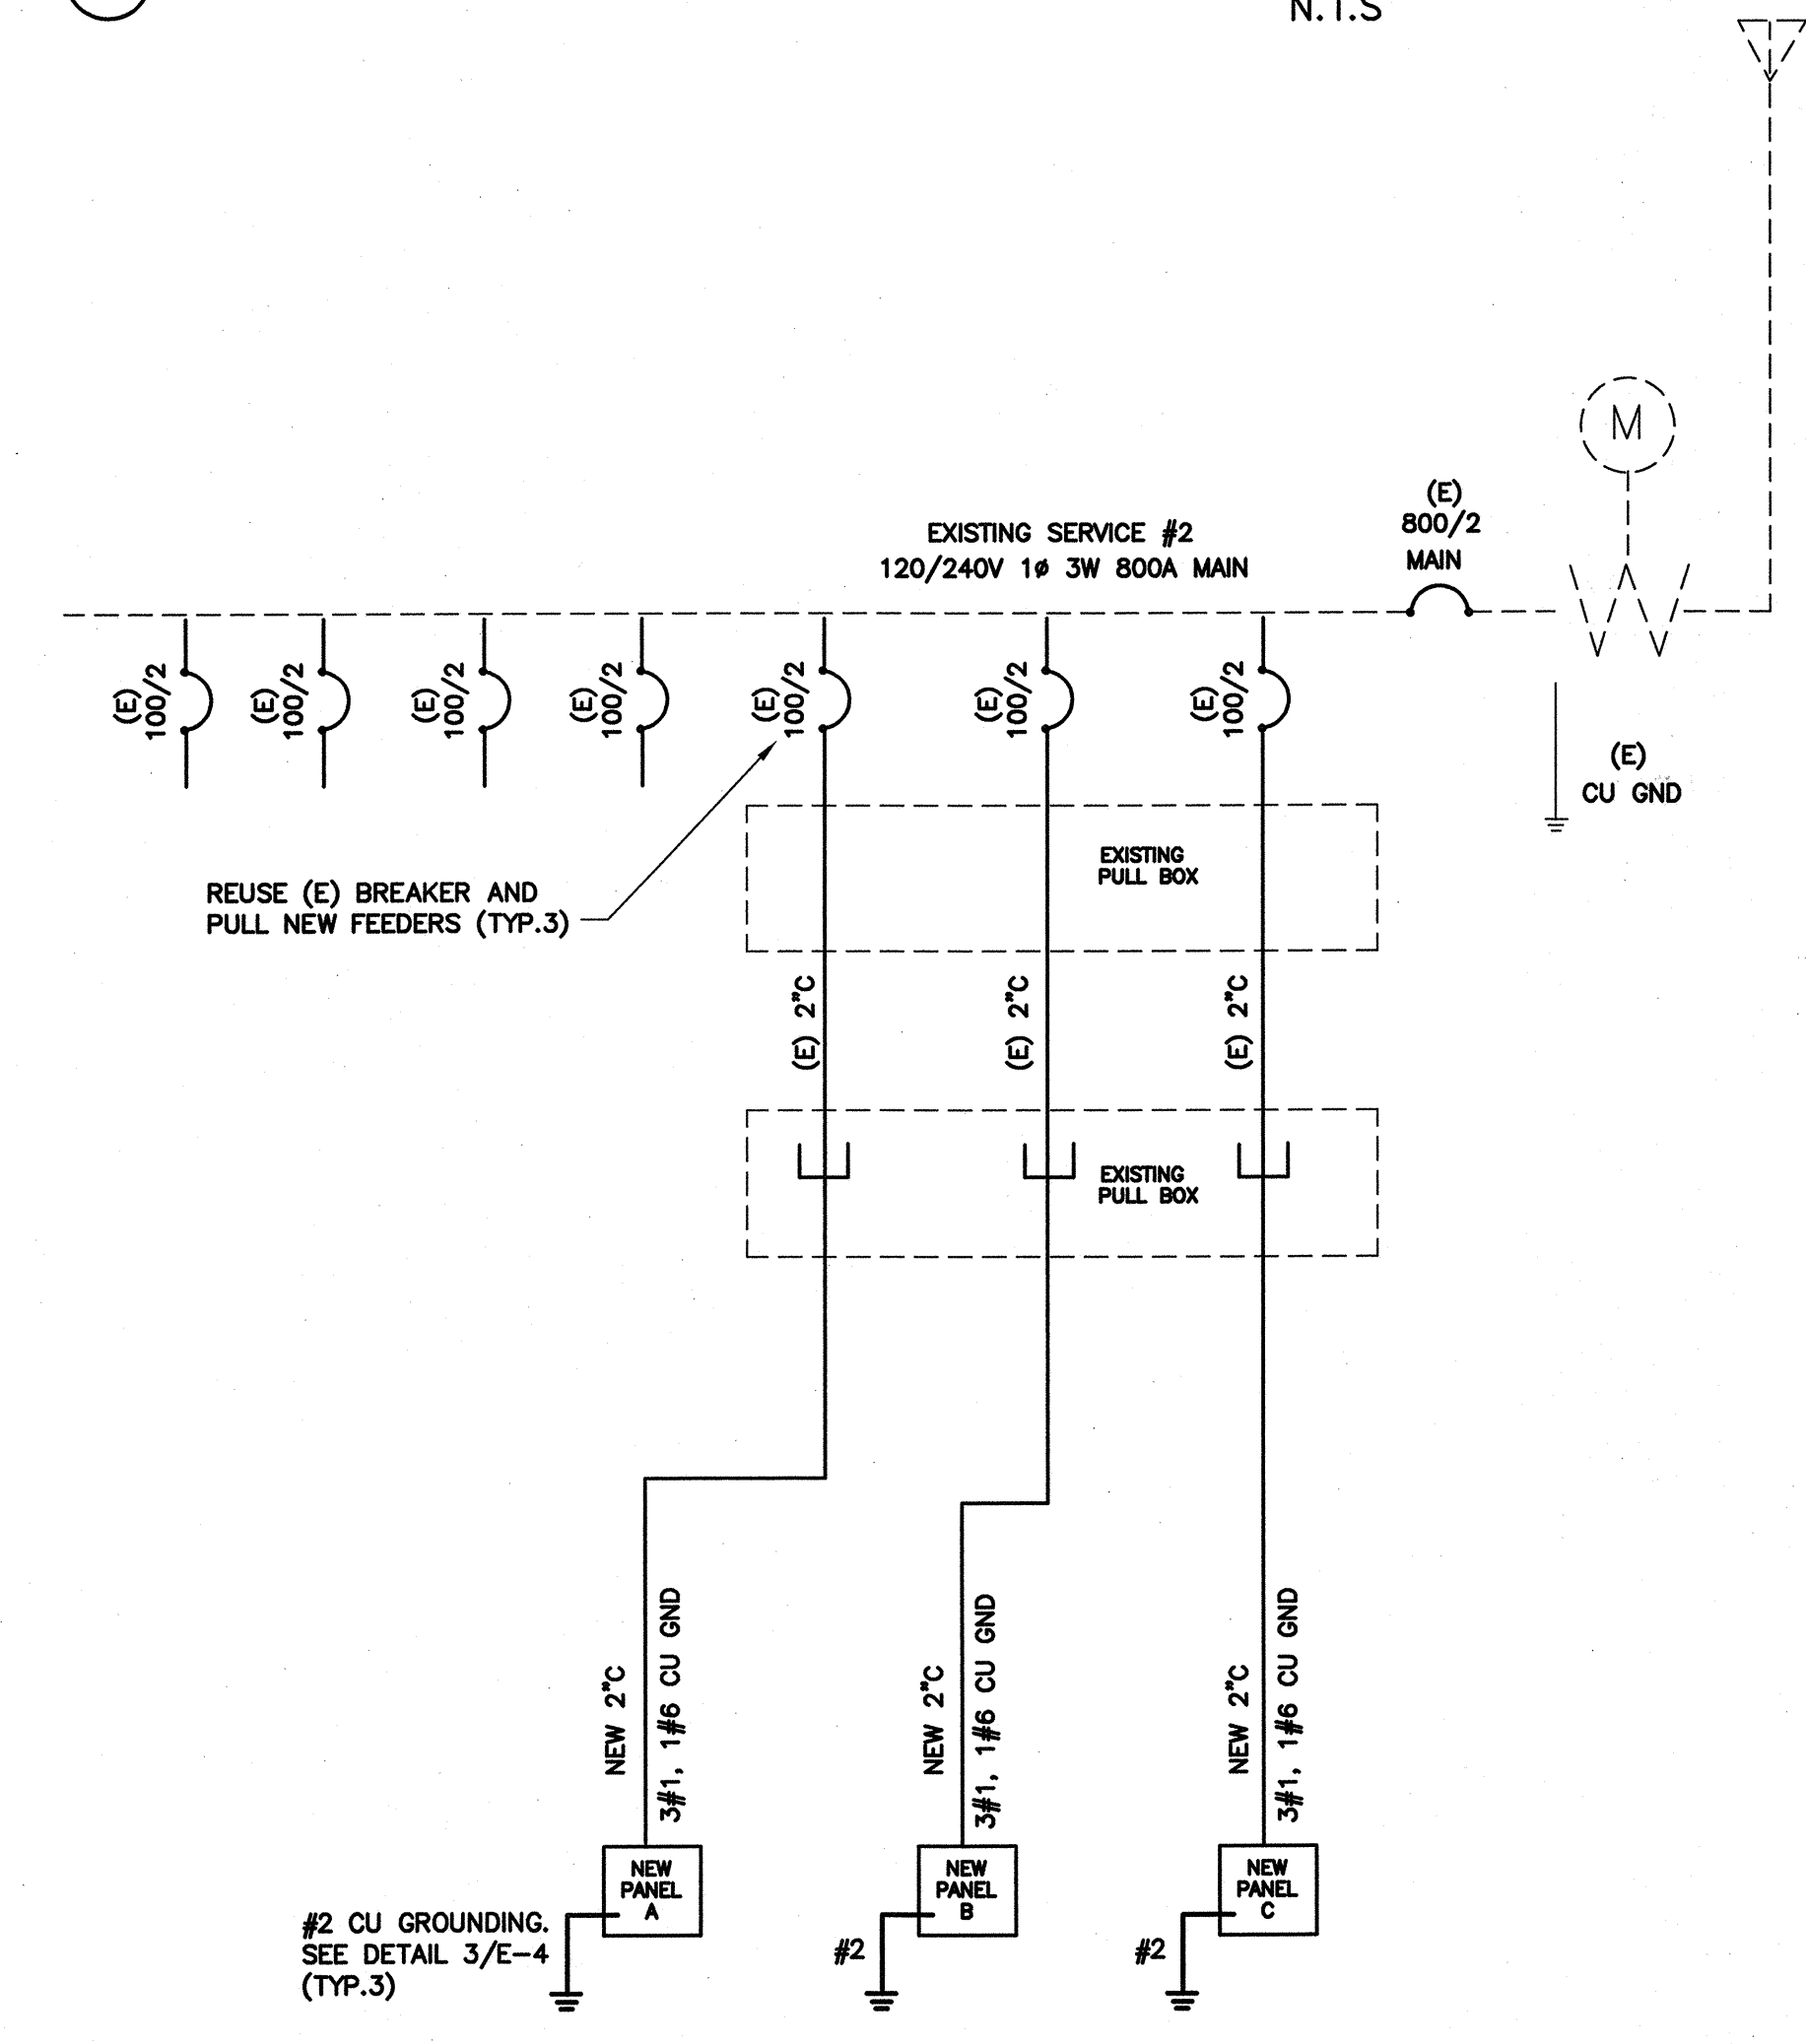 N.T.S
M
(E)
800/2
MAIN
EXISTING SERVICE #2
120/240V 1ø 3W 800A MAIN
(E)
100/2
(E)
100/2
(E)
100/2
(E)
100/2
(E)
100/2
(E)
100/2
(E)
100/2
(E)
CU GND
EXISTING
PULL BOX
REUSE (E) BREAKER AND
PULL NEW FEEDERS (TYP.3)
(E) 2"C
(E) 2"C
(E) 2"C
EXISTING
PULL BOX
NEW 2"C
3#1, 1#6 CU GND
NEW 2"C
3#1, 1#6 CU GND
NEW 2"C
3#1, 1#6 CU GND
NEW
PANEL
A
NEW
PANEL
B
NEW
PANEL
C
#2 CU GROUNDING.
SEE DETAIL 3/E-4
(TYP.3)
#2
#2